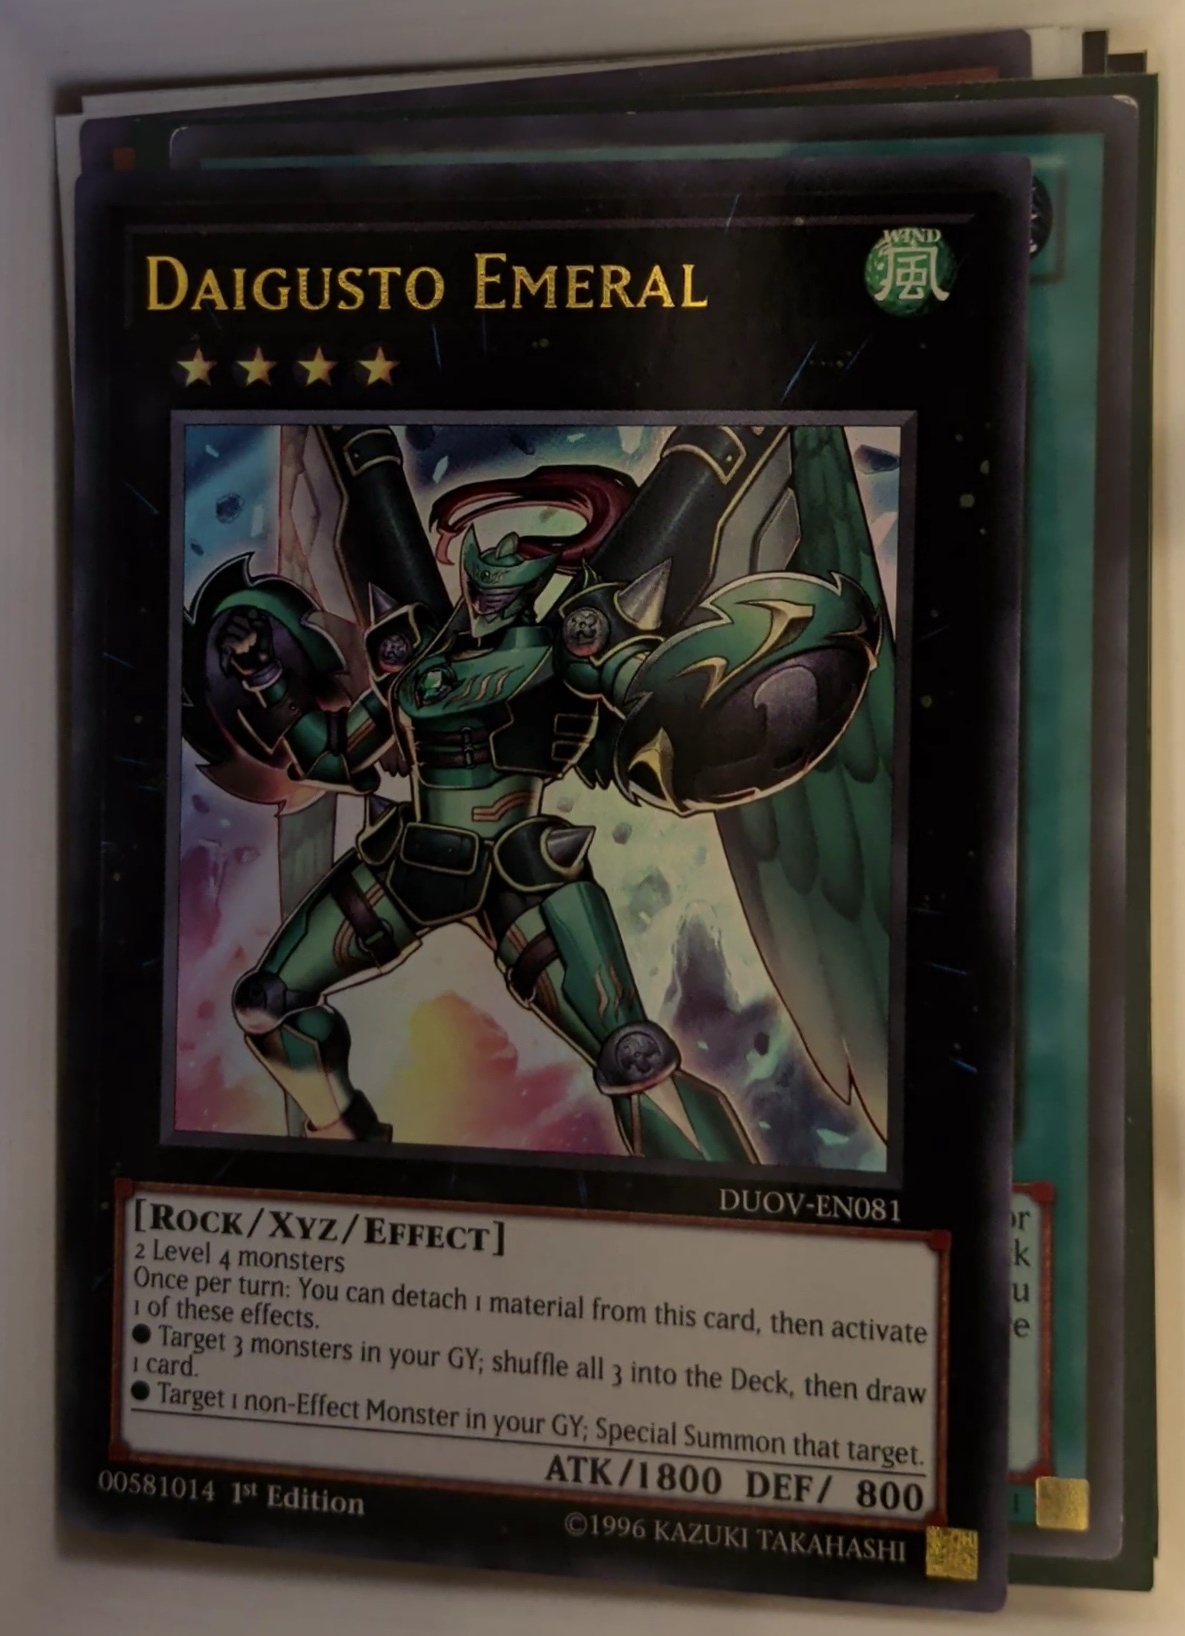 DAIGUSTO EMERAL
WIND
風
DUOV-EN081
[ROCK/XYZ/EFFECT]
2 Level 4 monsters
Once per turn: You can detach 1 material from this card, then activate
1 of these effects.
● Target 3 monsters in your GY; shuffle all 3 into the Deck, then draw
1 card.
● Target 1 non-Effect Monster in your GY; Special Summon that target.
ATK/1800 DEF/ 800
00581014 1st Edition
©1996 KAZUKI TAKAHASHI